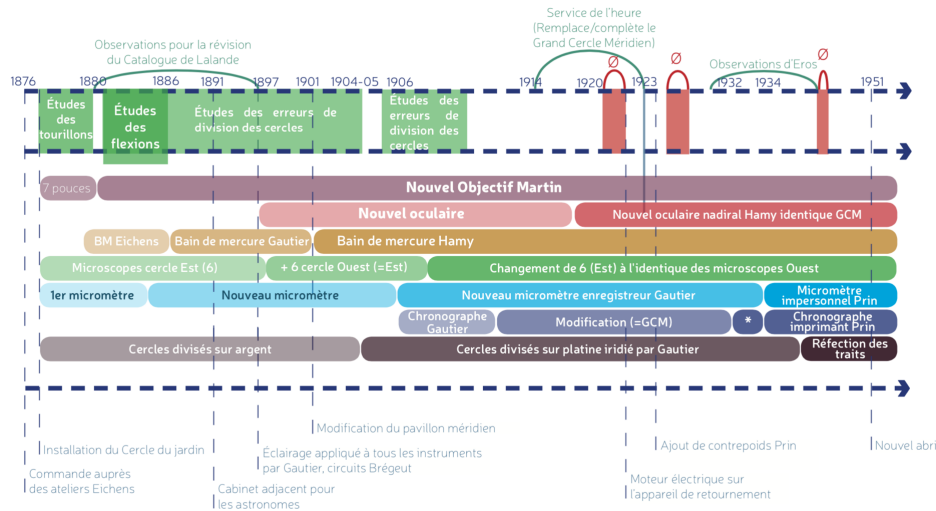 Service de l'heure
(Remplace/complète le
Grand Cercle Méridien)
Observations pour la révision
du Catalogue de Lalande
Ø
Ø
Ø
Observations d'Eros
1876
1880
1886
1891
1897
1901
1904-05
1906
1914
1920
1923
1932
1934
1951
Études
des
tourillons
Études
des
flexions
Études des erreurs de
division des cercles
Études des
erreurs de
division des
cercles
7 pouces
Nouvel Objectif Martin
Nouvel oculaire
Nouvel oculaire nadiral Hamy identique GCM
BM Eichens
Bain de mercure Gautier
Bain de mercure Hamy
Microscopes cercle Est (6)
+ 6 cercle Ouest (=Est)
Changement de 6 (Est) à l'identique des microscopes Ouest
1er micromètre
Nouveau micromètre
Nouveau micromètre enregistreur Gautier
Micromètre
impersonnel Prin
Chronographe
Gautier
Modification (=GCM)
*
Chronographe
imprimant Prin
Cercles divisés sur argent
Cercles divisés sur platine iridié par Gautier
Réfection des
traits
Modification du pavillon méridien
Installation du Cercle du jardin
Éclairage appliqué à tous les instruments
par Gautier, circuits Brégeut
Ajout de contrepoids Prin
Nouvel abri
Commande auprès
des ateliers Eichens
Cabinet adjacent pour
les astronomes
Moteur électrique sur
l'appareil de retournement